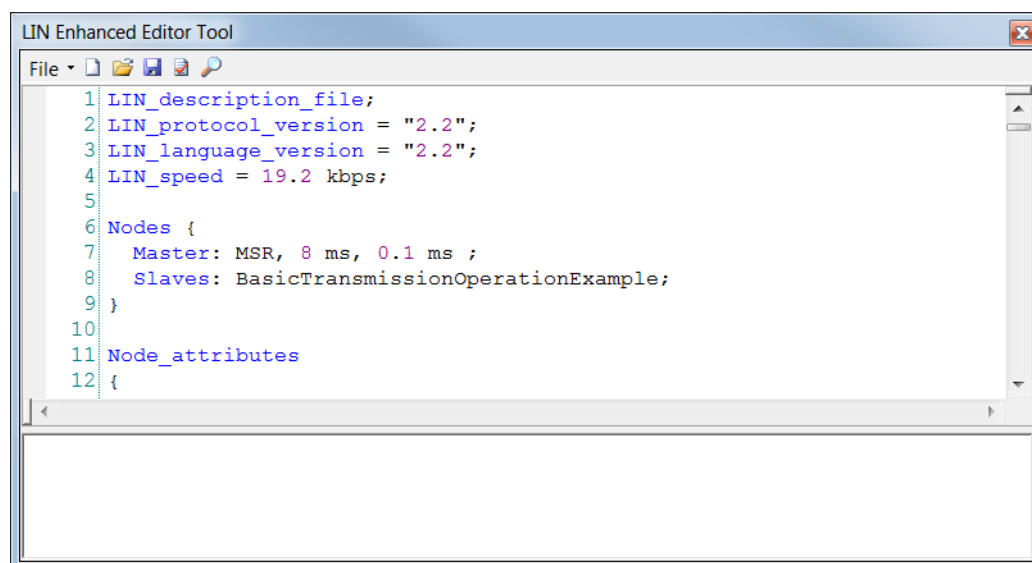 LIN Enhanced Editor Tool
File
1 LIN_description_file;
2 LIN_protocol_version = "2.2";
3 LIN_language_version = "2.2";
4 LIN_speed = 19.2 kbps;
5
6 Nodes {
7   Master: MSR, 8 ms, 0.1 ms ;
8   Slaves: BasicTransmissionOperationExample;
9 }
10
11 Node_attributes
12 {